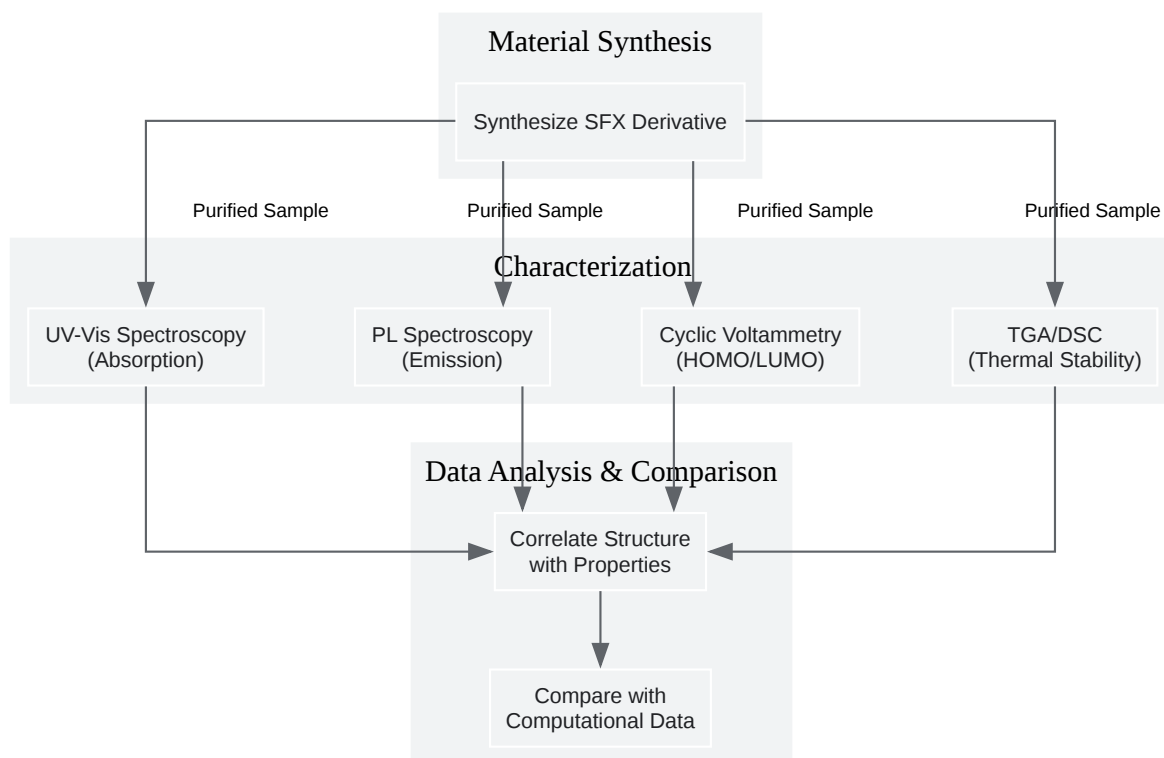 Material Synthesis
Synthesize SFX Derivative
Purified Sample
Purified Sample
Purified Sample
Purified Sample
Characterization
UV-Vis Spectroscopy
(Absorption)
PL Spectroscopy
(Emission)
Cyclic Voltammetry
(HOMO/LUMO)
TGA/DSC
(Thermal Stability)
Data Analysis & Comparison
Correlate Structure
with Properties
Compare with
Computational Data